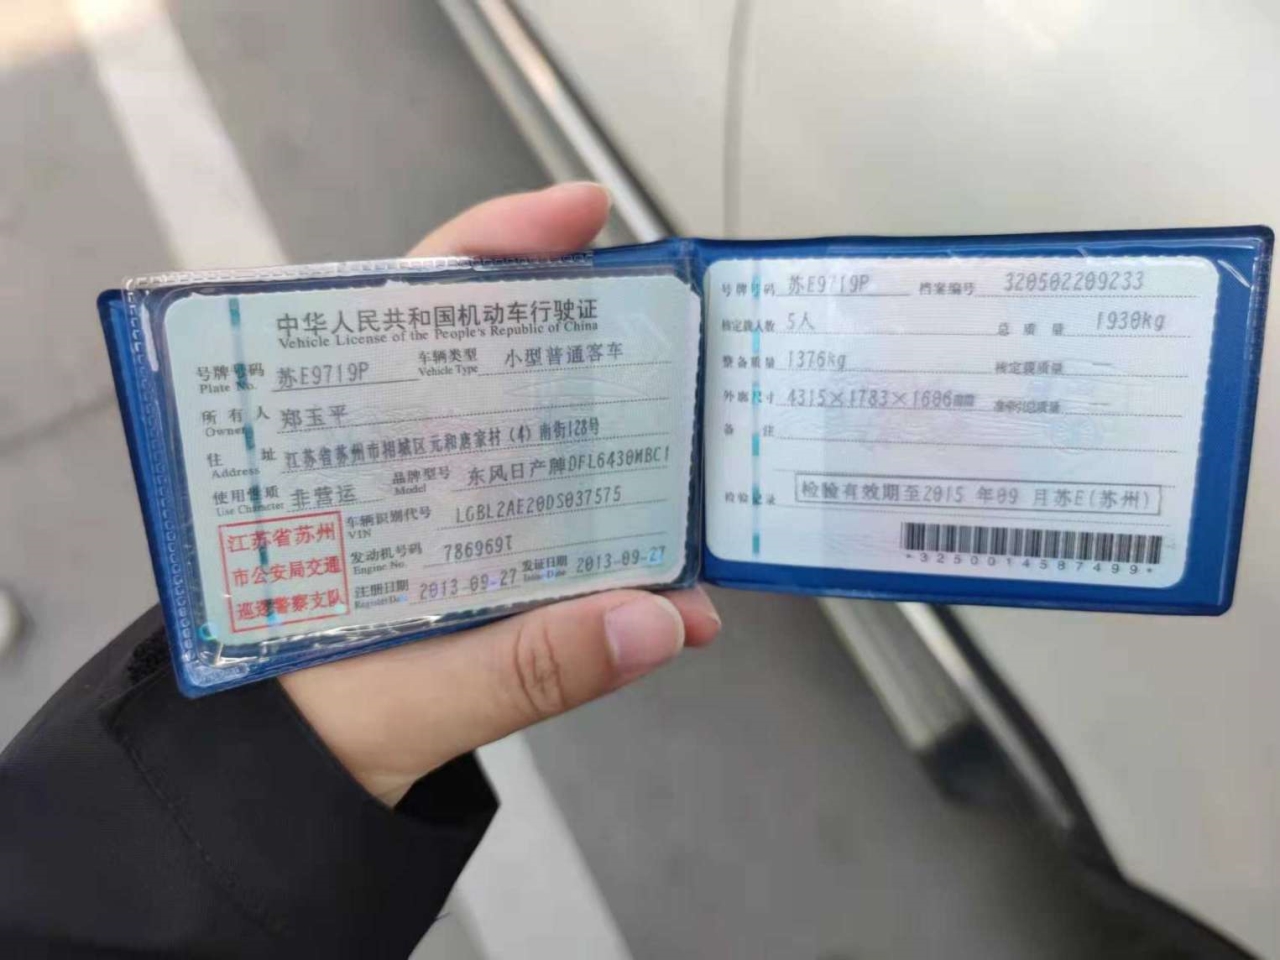 中华人民共和国机动车行驶证
Vehicle License of the People's Republic of China
号牌号码 苏E9719P 车辆类型 小型普通客车
Plate No. Vehicle Type
所有人 郑玉平
Owner
住址 江苏省苏州市相城区元和唐家村(4)南街128号
Address
使用性质 非营运 品牌型号 东风日产牌DFL6430MBC1
Use Character Model
车辆识别代号 LGBL2AE20DS037575
VIN
发动机号码 786969T
Engine No.
注册日期 2013-09-27 发证日期 2013-09-27
Register Date Issue Date
江苏省苏州
市公安局交通
巡逻警察支队
号牌号码 苏E9719P 档案编号 320502209233
核定载人数 5人 总质量 1930kg
整备质量 1376kg 核定载质量 —
外廓尺寸 4315×1783×1606mm 准牵引总质量 —
备注
检验记录 检验有效期至2015年09月苏E(苏州)
*3250014587499*